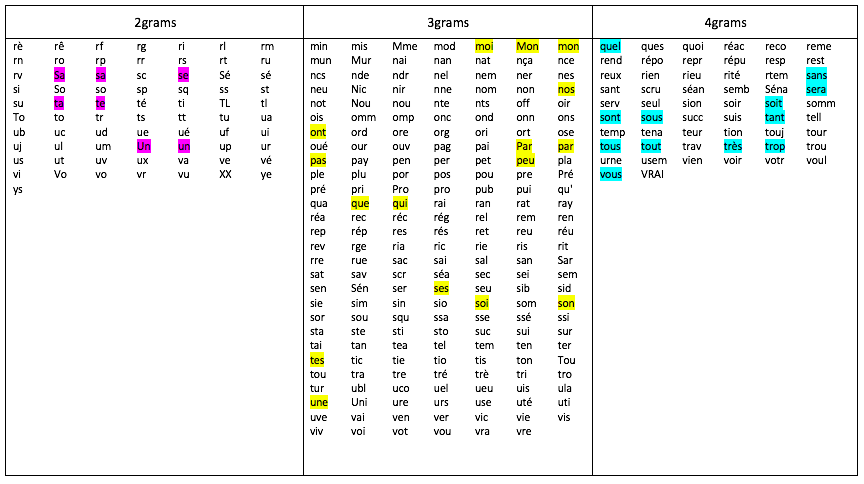 2grams
rè rê rf rg ri rl rm
rn ro rp rr rs rt ru
rv Sa sa sc se Sé sé
si So so sp sq ss st
su ta te té ti TL tl
To to tr ts tt tu ua
ub uc ud ue ué uf ui
uj ul um Un un up ur
us ut uv ux va ve vé
vi Vo vo vr vu XX ye
ys
3grams
min mis Mme mod moi Mon mon
mun Mur nai nan nat nça nce
ncs nde ndr nel nem ner nes
neu Nic nir nne nom non nos
not Nou nou nte nts off oir
ois omm omp onc ond onn ons
ont ord ore org ori ort ose
oué our ouv pag pai Par par
pas pay pen per pet peu pla
ple plu por pos pou pre Pré
pré pri Pro pro pub pui qu'
qua que qui rai ran rat ray
réa rec réc rég rel rem ren
rep rép res rés ret reu réu
rev rge ria ric rie ris rit
rre rue sac sai sal san Sar
sat sav scr séa sec sei sem
sen Sén ser ses seu sib sid
sie sim sin sio soi som son
sor sou squ ssa sse ssé ssi
sta ste sti sto suc sui sur
tai tan tea tel tem ten ter
tes tic tie tio tis ton Tou
tou tra tre tré trè tri tro
tur ubl uco uel ueu uis ula
une Uni ure urs use uté uti
uve vai ven ver vic vie vis
viv voi vot vou vra vre
4grams
quel ques quoi réac reco reme
rend répo repr répu resp rest
reux rien rieu rité rtem sans
sant scru séan semb Séna sera
serv seul sion soir soit somm
sont sous succ suis tant tell
temp tena teur tion touj tour
tous tout trav très trop trou
urne usem vien voir votr voul
vous VRAI